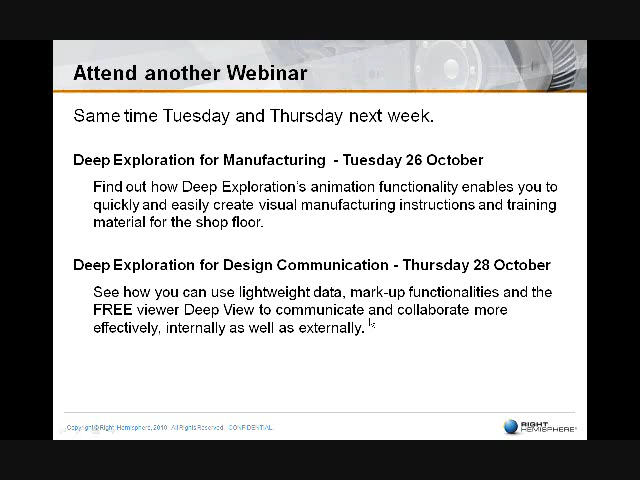 Attend another Webinar
Same time Tuesday and Thursday next week.
Deep Exploration for Manufacturing - Tuesday 26 October
Find out how Deep Exploration's animation functionality enables you to
quickly and easily create visual manufacturing instructions and training
material for the shop floor.
Deep Exploration for Design Communication - Thursday 28 October
See how you can use lightweight data, mark-up functionalities and the
FREE viewer Deep View to communicate and collaborate more
effectively, internally as well as externally.
Copyright © Right Hemisphere, 2010 All Rights Reserved CONFIDENTIAL
RIGHT
HEMISPHERE